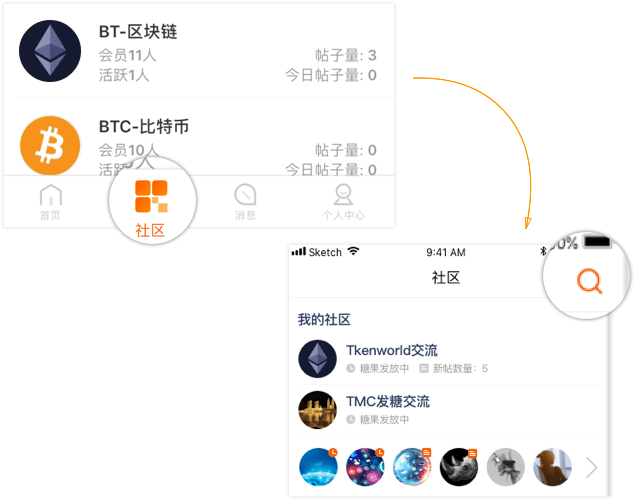 BT-区块链
会员11人 帖子量: 3
活跃1人 今日帖子量: 0
BTC-比特币
会员10人 帖子量: 0
活跃 人 今日帖子量: 0
首页 社区 消息 个人中心
Sketch 9:41 AM 0%
社区
我的社区
Tkenworld交流
糖果发放中 新帖数量: 5
TMC发糖交流
糖果发放中